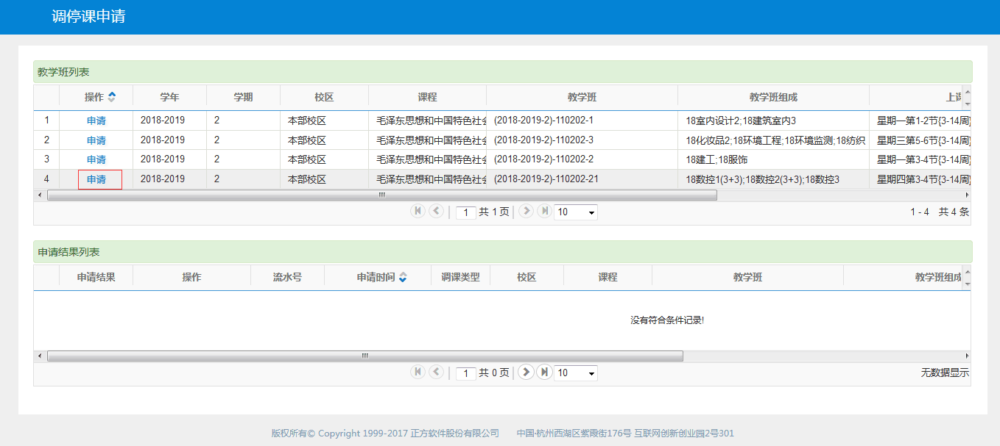 调停课申请
教学班列表
操作 学年 学期 校区 课程 教学班 教学班组成 上课
1 申请 2018-2019 2 本部校区 毛泽东思想和中国特色社会 (2018-2019-2)-110202-1 18室内设计2;18建筑室内3 星期一第1-2节{3-14周}
2 申请 2018-2019 2 本部校区 毛泽东思想和中国特色社会 (2018-2019-2)-110202-3 18化妆品2;18环境工程;18环境监测;18纺织 星期三第5-6节{3-14周}
3 申请 2018-2019 2 本部校区 毛泽东思想和中国特色社会 (2018-2019-2)-110202-2 18建工;18服饰 星期一第3-4节{3-14周}
4 申请 2018-2019 2 本部校区 毛泽东思想和中国特色社会 (2018-2019-2)-110202-21 18数控1(3+3);18数控2(3+3);18数控3 星期四第3-4节{3-14周}
1 共 1 页 10 1 - 4 共 4 条
申请结果列表
申请结果 操作 流水号 申请时间 调课类型 校区 课程 教学班 教学班组成
没有符合条件记录!
1 共 0 页 10 无数据显示
版权所有© Copyright 1999-2017 正方软件股份有限公司 中国·杭州西湖区紫霞街176号 互联网创新创业园2号301